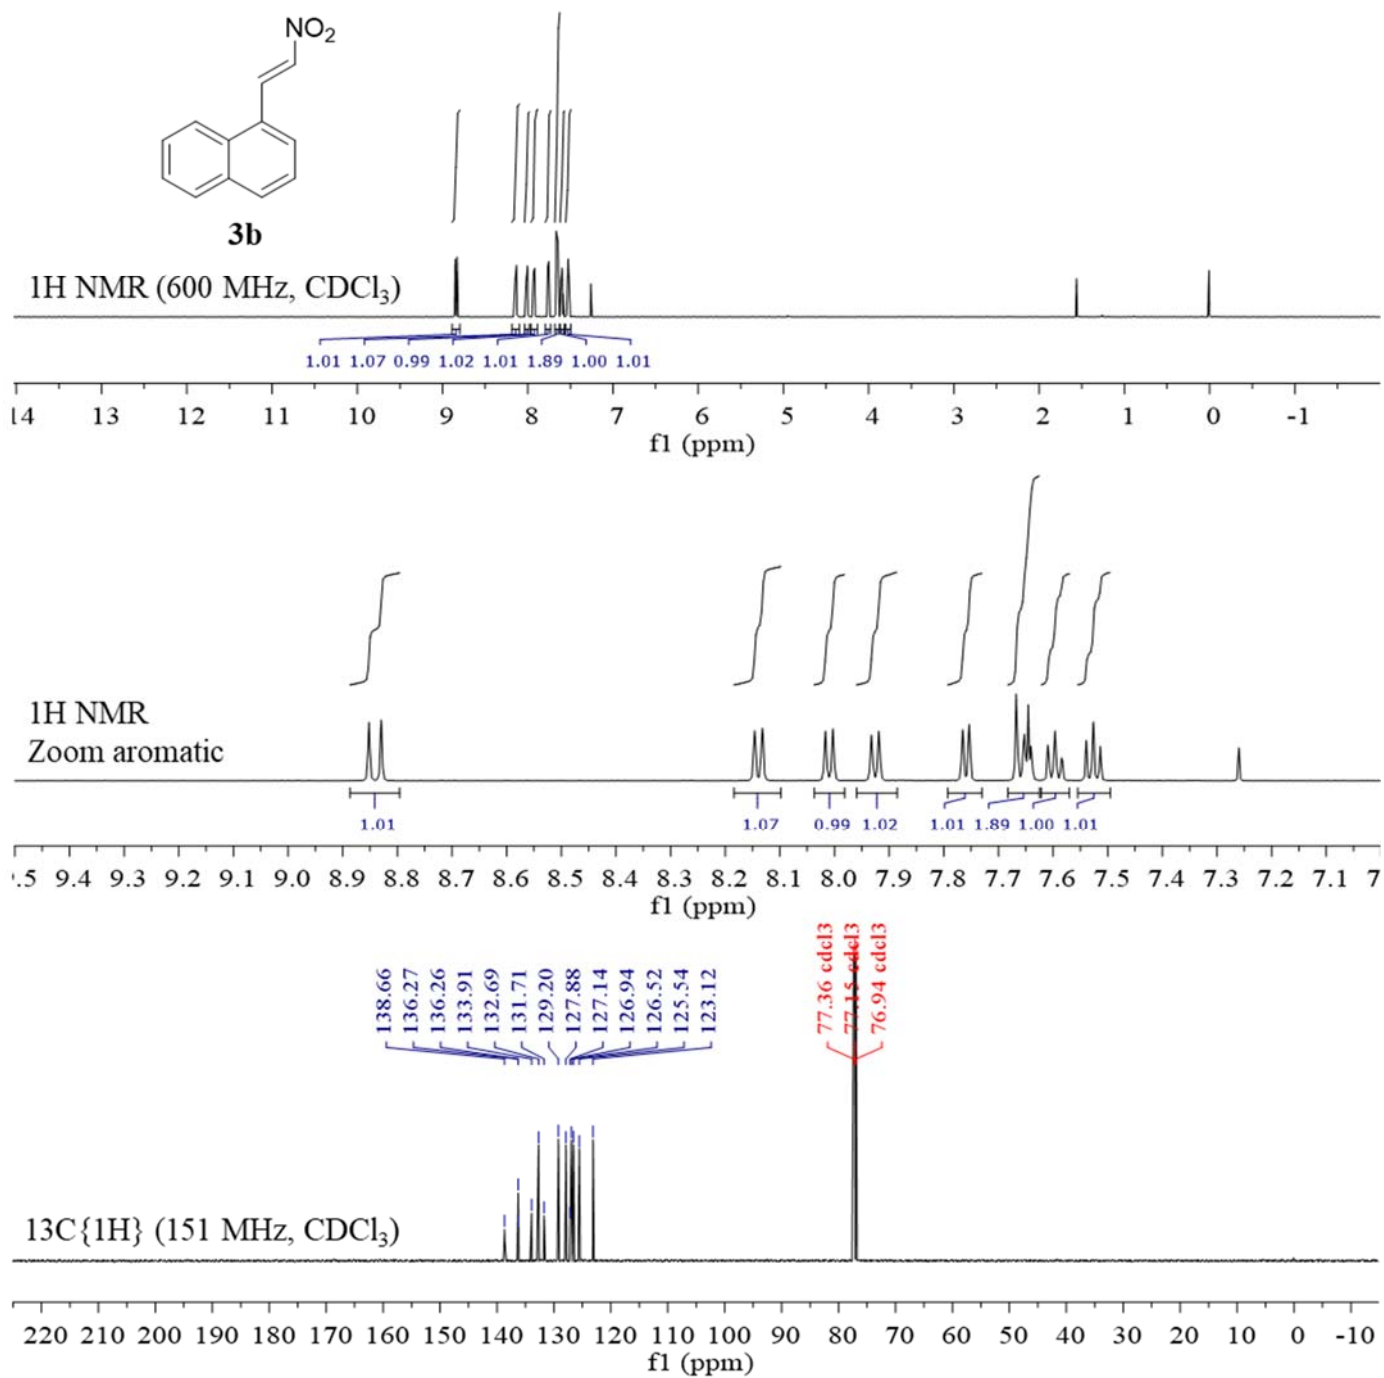 NO₂
3b
1H NMR (600 MHz, CDCl₃)
1.01 1.07 0.99 1.02 1.01 1.89 1.00 1.01
14 13 12 11 10 9 8 7 6 5 4 3 2 1 0 -1
f1 (ppm)
1H NMR
Zoom aromatic
1.01 1.07 0.99 1.02 1.01 1.89 1.00 1.01
.5 9.4 9.3 9.2 9.1 9.0 8.9 8.8 8.7 8.6 8.5 8.4 8.3 8.2 8.1 8.0 7.9 7.8 7.7 7.6 7.5 7.4 7.3 7.2 7.1 7
f1 (ppm)
138.66
136.27
136.26
133.91
132.69
131.71
129.20
127.88
127.14
126.94
126.52
125.54
123.12
77.36 cdcl3
77.15 cdcl3
76.94 cdcl3
13C{1H} (151 MHz, CDCl₃)
220 210 200 190 180 170 160 150 140 130 120 110 100 90 80 70 60 50 40 30 20 10 0 -10
f1 (ppm)